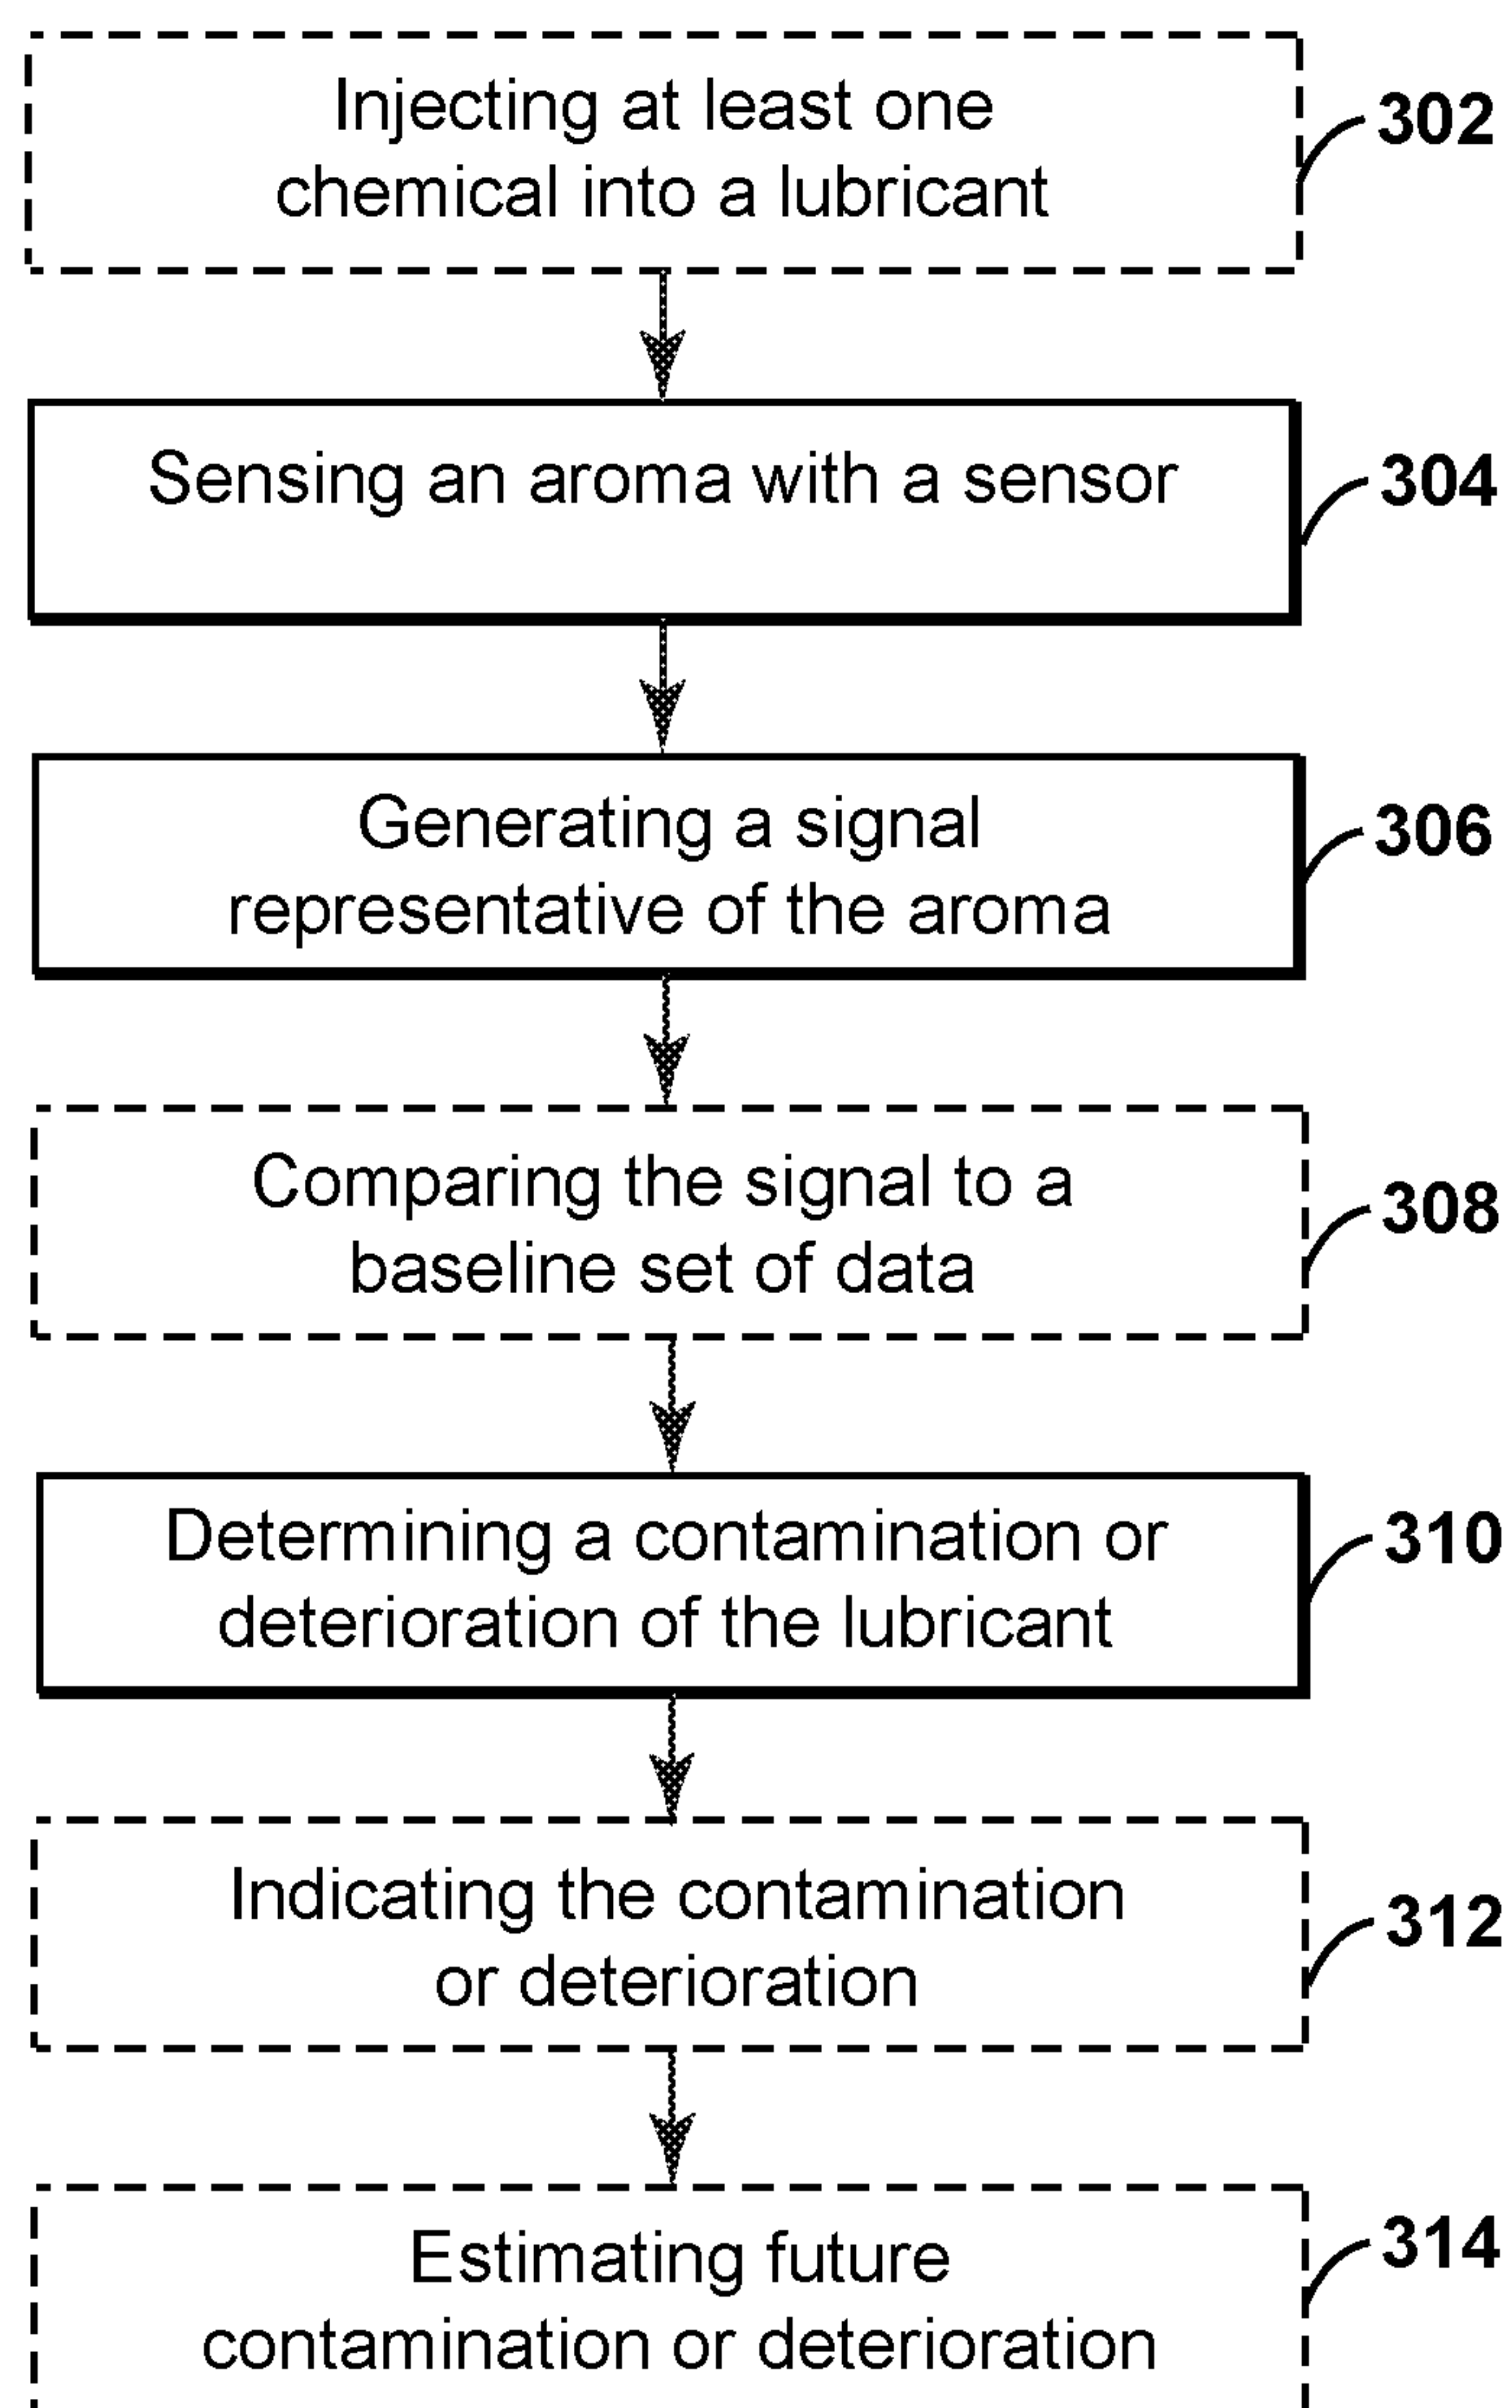 Injecting at least one
chemical into a lubricant
302
Sensing an aroma with a sensor
304
Generating a signal
representative of the aroma
306
Comparing the signal to a
baseline set of data
308
Determining a contamination or
deterioration of the lubricant
310
Indicating the contamination
or deterioration
312
Estimating future
contamination or deterioration
314